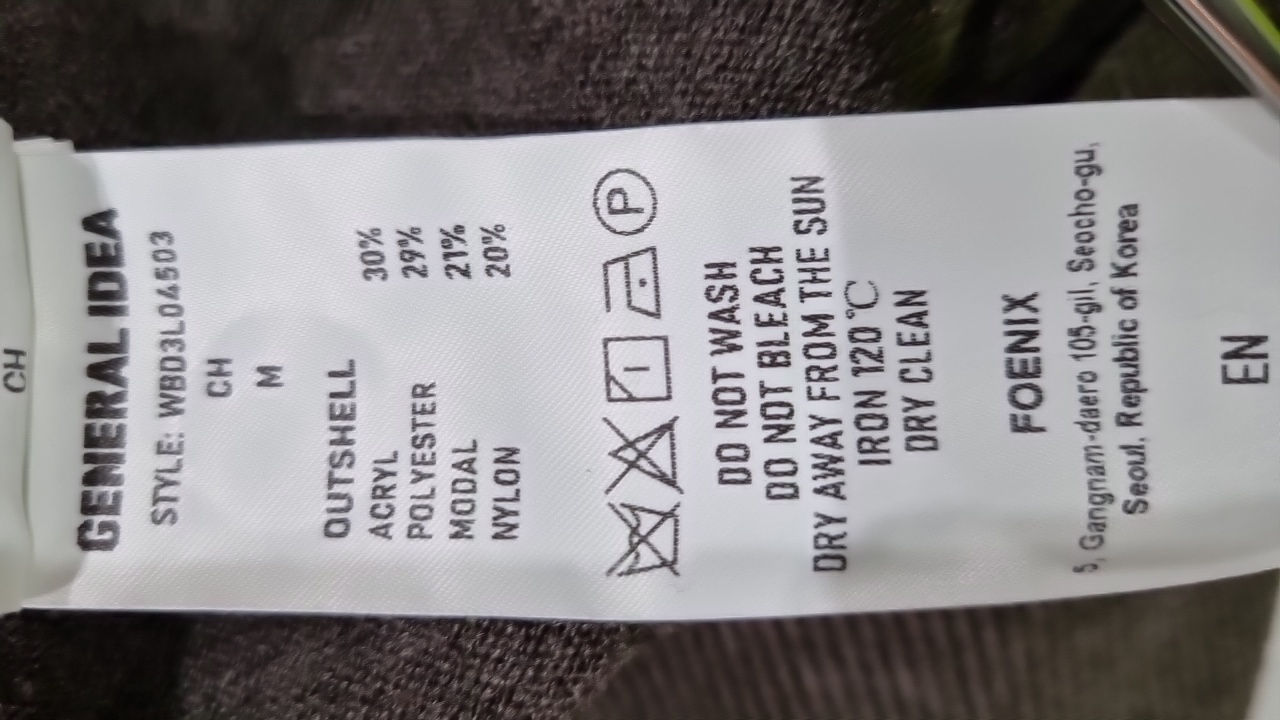 CH
GENERAL IDEA
STYLE: WBD3L04503
CH
M
OUTSHELL
ACRYL 30%
POLYESTER 29%
MODAL 21%
NYLON 20%
P
DO NOT WASH
DO NOT BLEACH
DRY AWAY FROM THE SUN
IRON 120℃
DRY CLEAN
FOENIX
5, Gangnam-daero 105-gil, Seocho-gu,
Seoul, Republic of Korea
EN